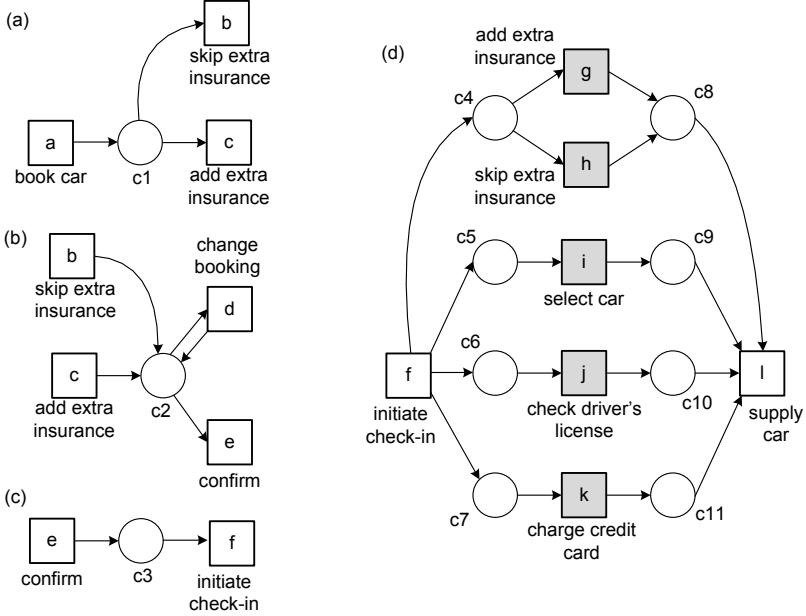 (a)
b
skip extra
insurance
a
book car
c1
c
add extra
insurance
(b)
b
skip extra
insurance
change
booking
d
c
add extra
insurance
c2
e
confirm
(c)
e
confirm
c3
f
initiate
check-in
(d)
add extra
insurance
g
c4
c8
h
skip extra
insurance
c5
i
c9
select car
c6
f
initiate
check-in
j
check driver's
license
c10
l
supply
car
c7
k
c11
charge credit
card